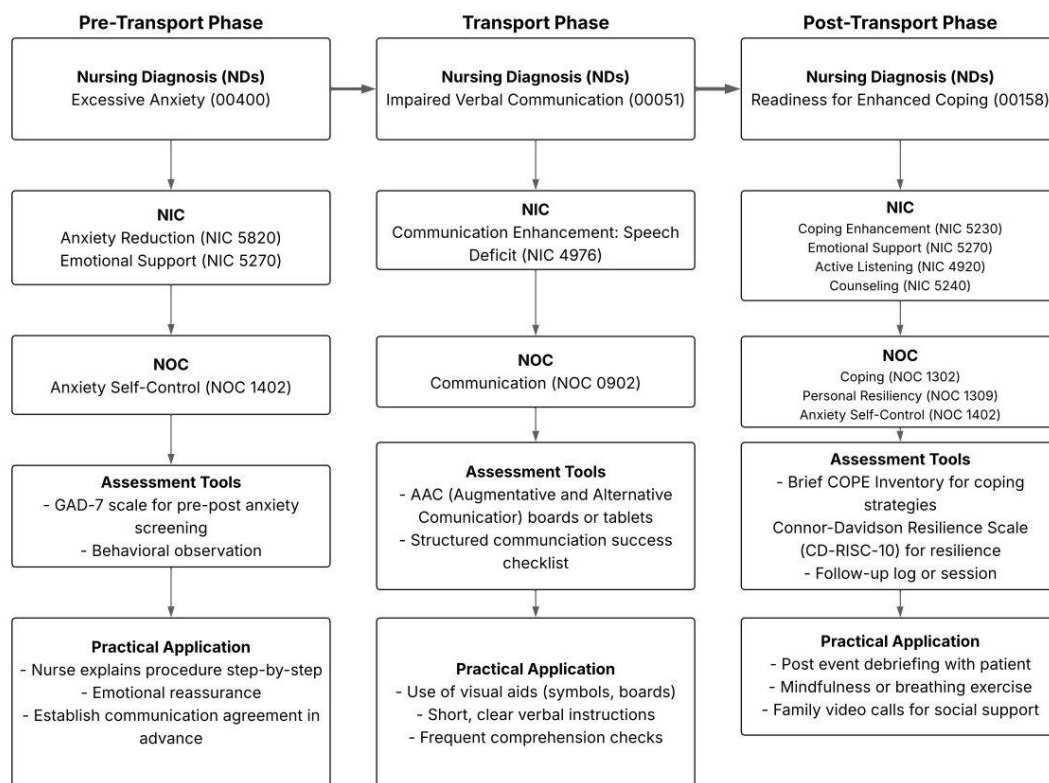 Pre-Transport Phase
Nursing Diagnosis (NDs)
Excessive Anxiety (00400)
NIC
Anxiety Reduction (NIC 5820)
Emotional Support (NIC 5270)
NOC
Anxiety Self-Control (NOC 1402)
Assessment Tools
- GAD-7 scale for pre-post anxiety
screening
- Behavioral observation
Practical Application
- Nurse explains procedure step-by-step
- Emotional reassurance
- Establish communication agreement in
advance
Transport Phase
Nursing Diagnosis (NDs)
Impaired Verbal Communication (00051)
NIC
Communication Enhancement: Speech
Deficit (NIC 4976)
NOC
Communication (NOC 0902)
Assessment Tools
- AAC (Augmentative and Alternative
Comunicatior) boards or tablets
- Structured communciation success
checklist
Practical Application
- Use of visual aids (symbols, boards)
- Short, clear verbal instructions
- Frequent comprehension checks
Post-Transport Phase
Nursing Diagnosis (NDs)
Readiness for Enhanced Coping (00158)
NIC
Coping Enhancement (NIC 5230)
Emotional Support (NIC 5270)
Active Listening (NIC 4920)
Counseling (NIC 5240)
NOC
Coping (NOC 1302)
Personal Resiliency (NOC 1309)
Anxiety Self-Control (NOC 1402)
Assessment Tools
- Brief COPE Inventory for coping
strategies
Connor-Davidson Resilience Scale
(CD-RISC-10) for resilience
- Follow-up log or session
Practical Application
- Post event debriefing with patient
- Mindfulness or breathing exercise
- Family video calls for social support